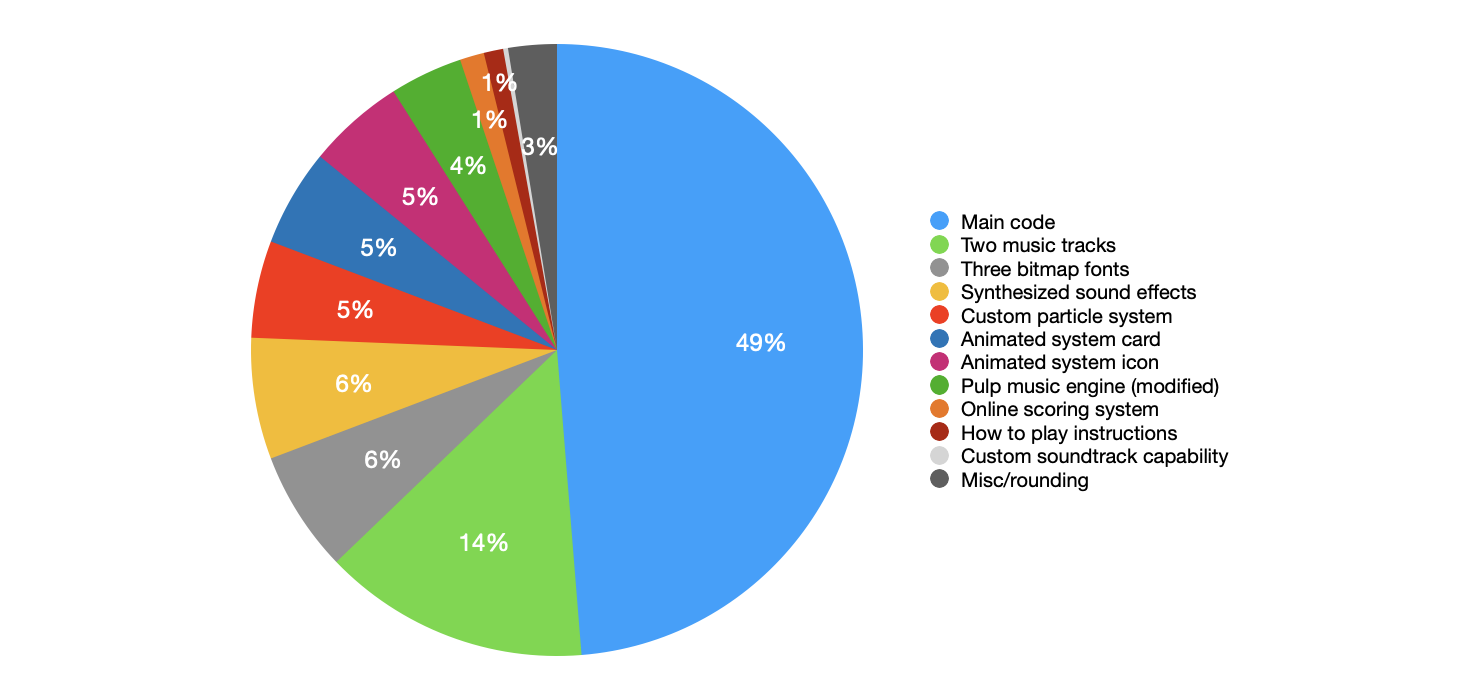 1%
1%
3%
4%
5%
5%
5%
49%
6%
6%
14%
Main code
Two music tracks
Three bitmap fonts
Synthesized sound effects
Custom particle system
Animated system card
Animated system icon
Pulp music engine (modified)
Online scoring system
How to play instructions
Custom soundtrack capability
Misc/rounding